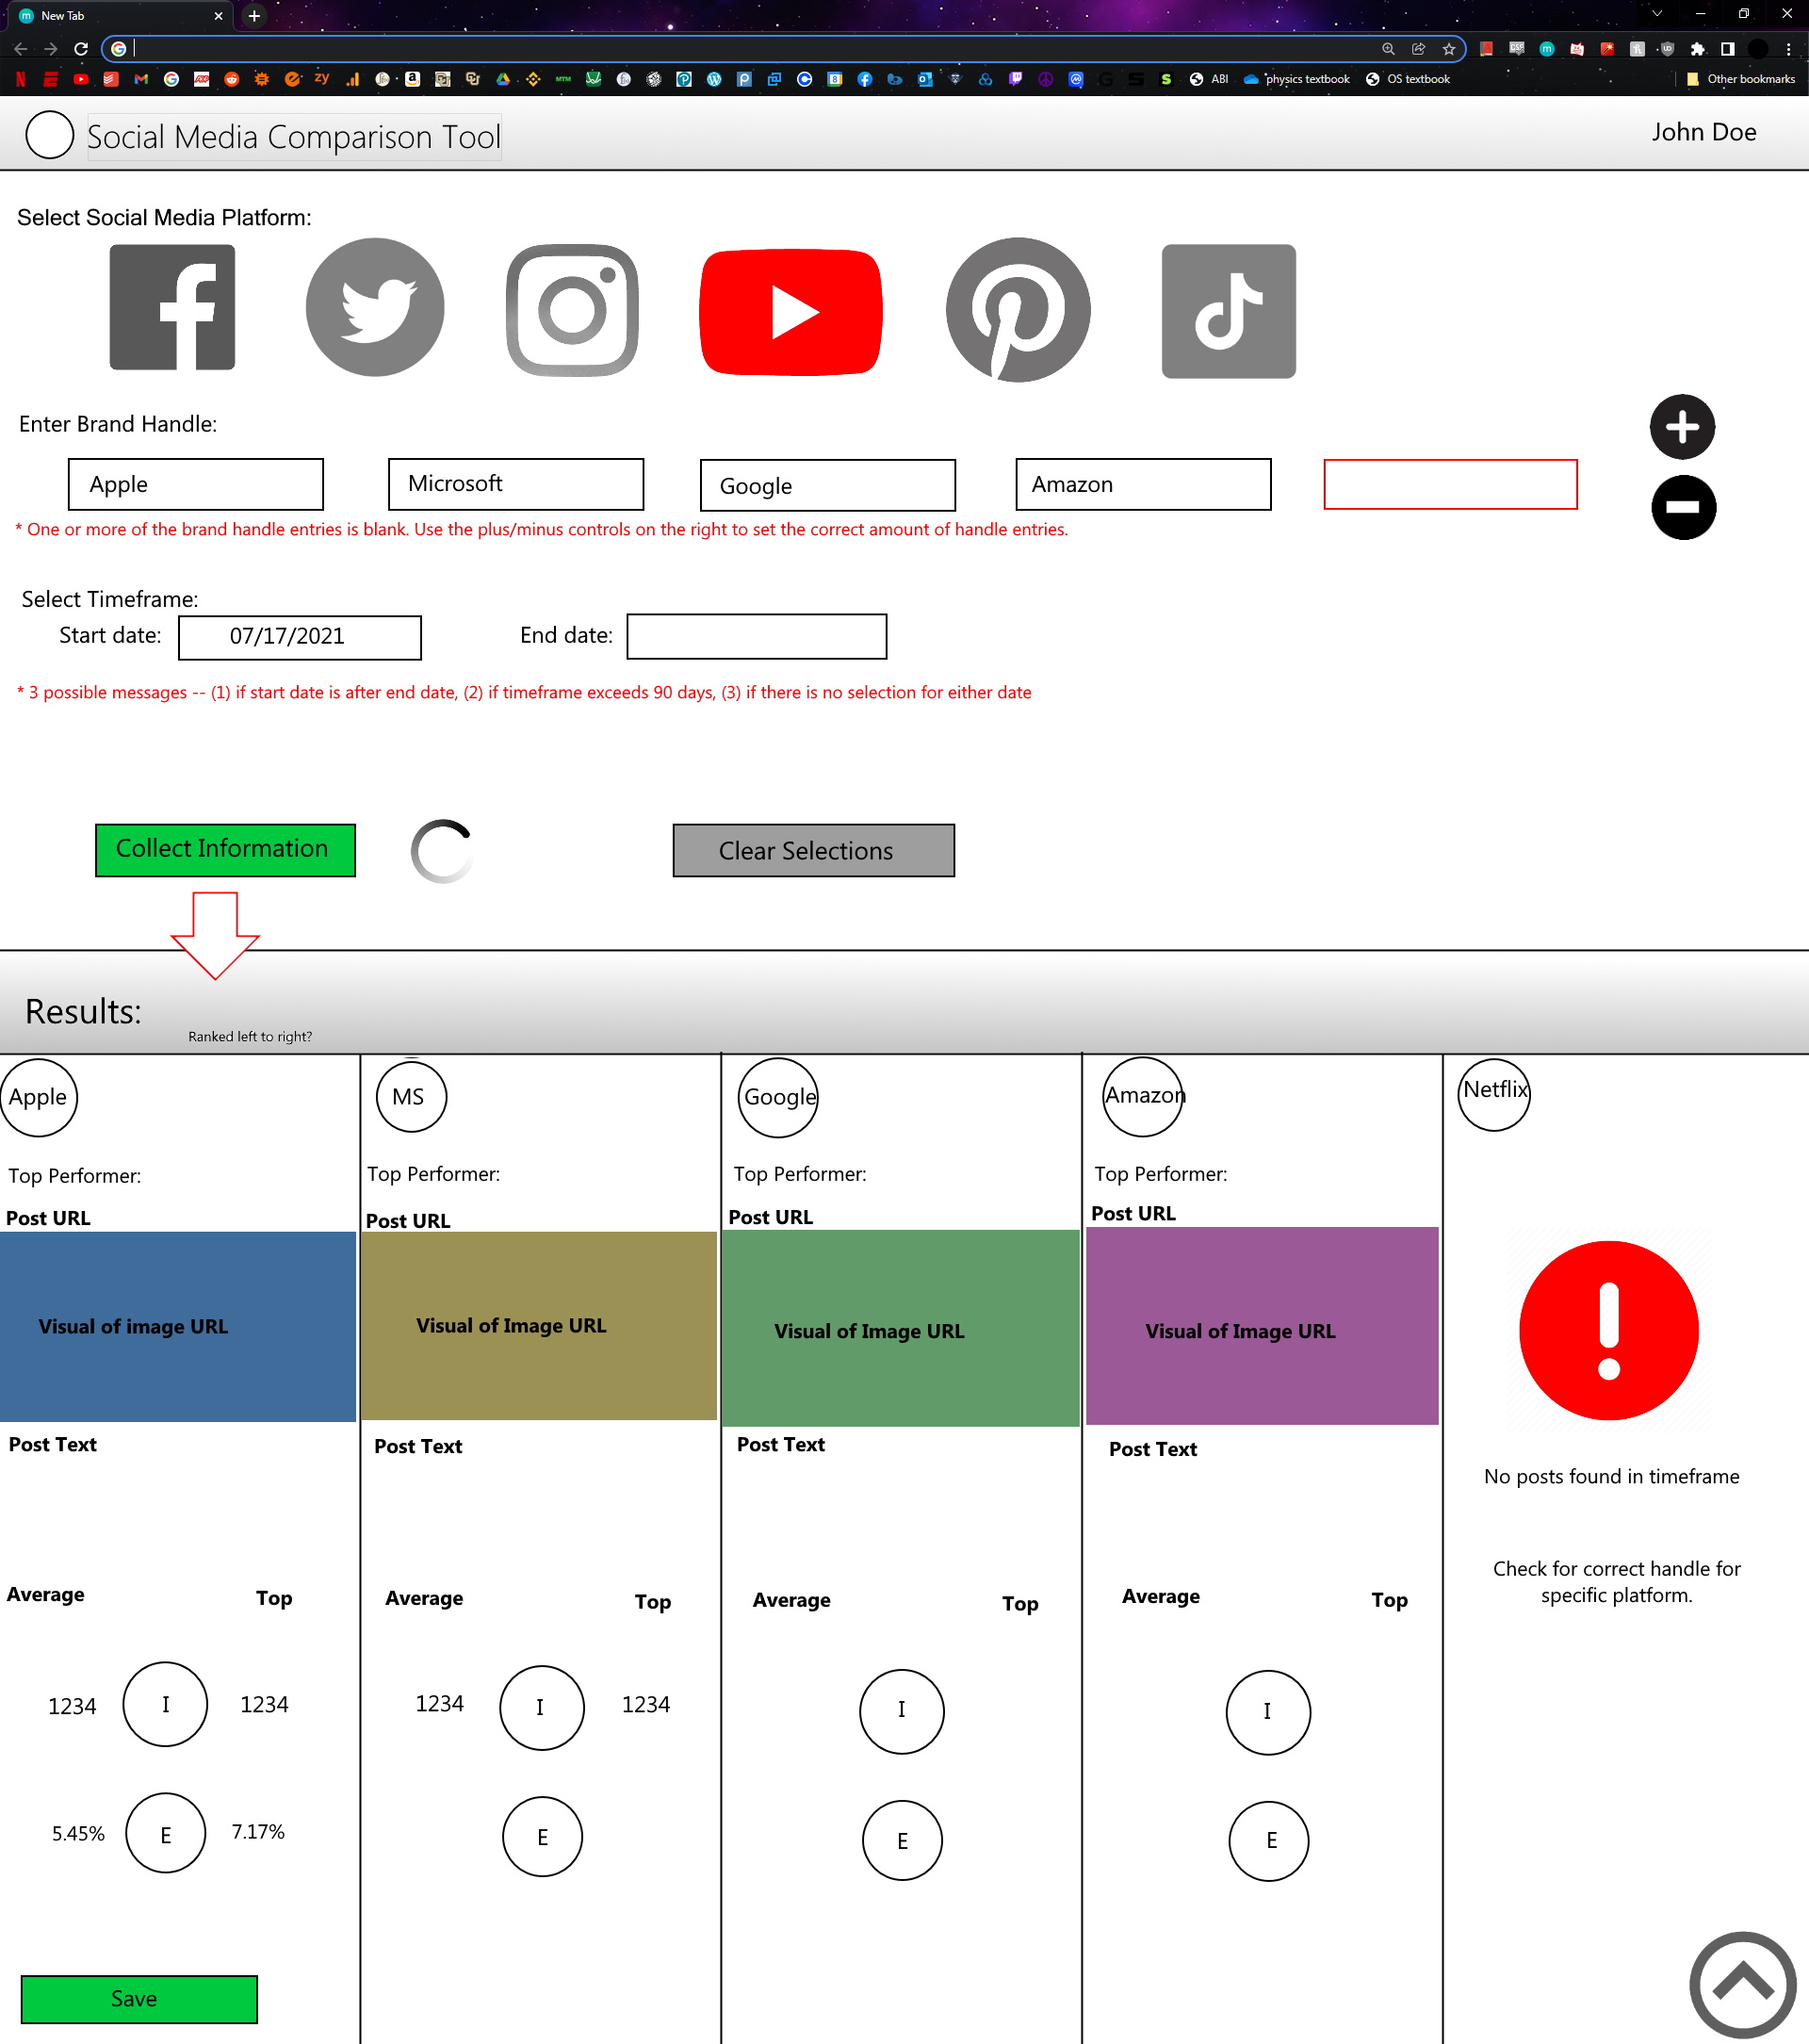 New Tab
ABI
physics textbook
OS textbook
Other bookmarks
Social Media Comparison Tool
John Doe
Select Social Media Platform:
Enter Brand Handle:
Apple
Microsoft
Google
Amazon
* One or more of the brand handle entries is blank. Use the plus/minus controls on the right to set the correct amount of handle entries.
Select Timeframe:
Start date:
07/17/2021
End date:
* 3 possible messages -- (1) if start date is after end date, (2) if timeframe exceeds 90 days, (3) if there is no selection for either date
Collect Information
Clear Selections
Results:
Ranked left to right?
Apple
MS
Google
Amazon
Netflix
Top Performer:
Top Performer:
Top Performer:
Top Performer:
Post URL
Post URL
Post URL
Post URL
Visual of image URL
Visual of Image URL
Visual of Image URL
Visual of Image URL
Post Text
Post Text
Post Text
Post Text
No posts found in timeframe
Check for correct handle for
specific platform.
Average
Top
Average
Top
Average
Top
Average
Top
1234
I
1234
1234
I
1234
I
I
5.45%
E
7.17%
E
E
E
Save